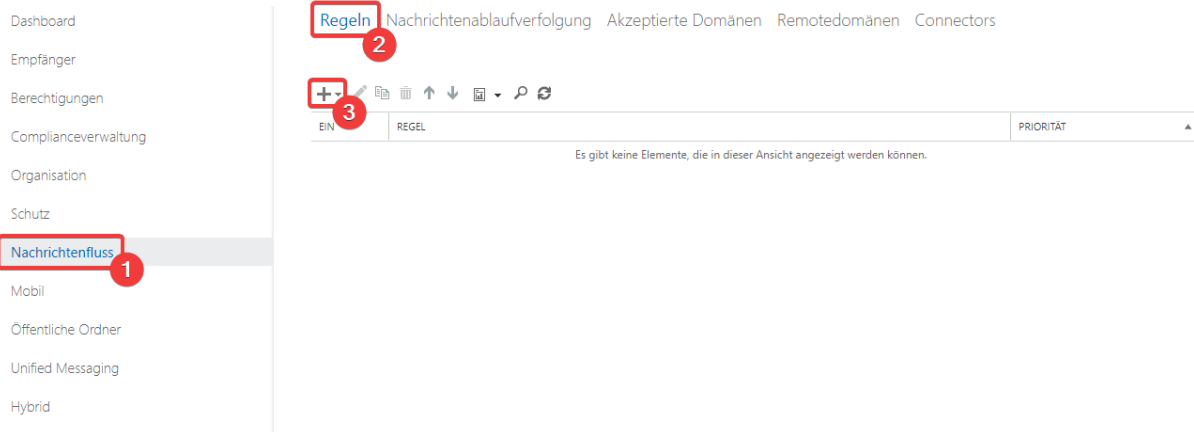 Dashboard
Empfänger
Berechtigungen
Complianceverwaltung
Organisation
Schutz
Nachrichtenfluss
1
Mobil
Öffentliche Ordner
Unified Messaging
Hybrid
Regeln Nachrichtenablaufverfolgung Akzeptierte Domänen Remotedomänen Connectors
2
3
EIN REGEL PRIORITÄT
Es gibt keine Elemente, die in dieser Ansicht angezeigt werden können.